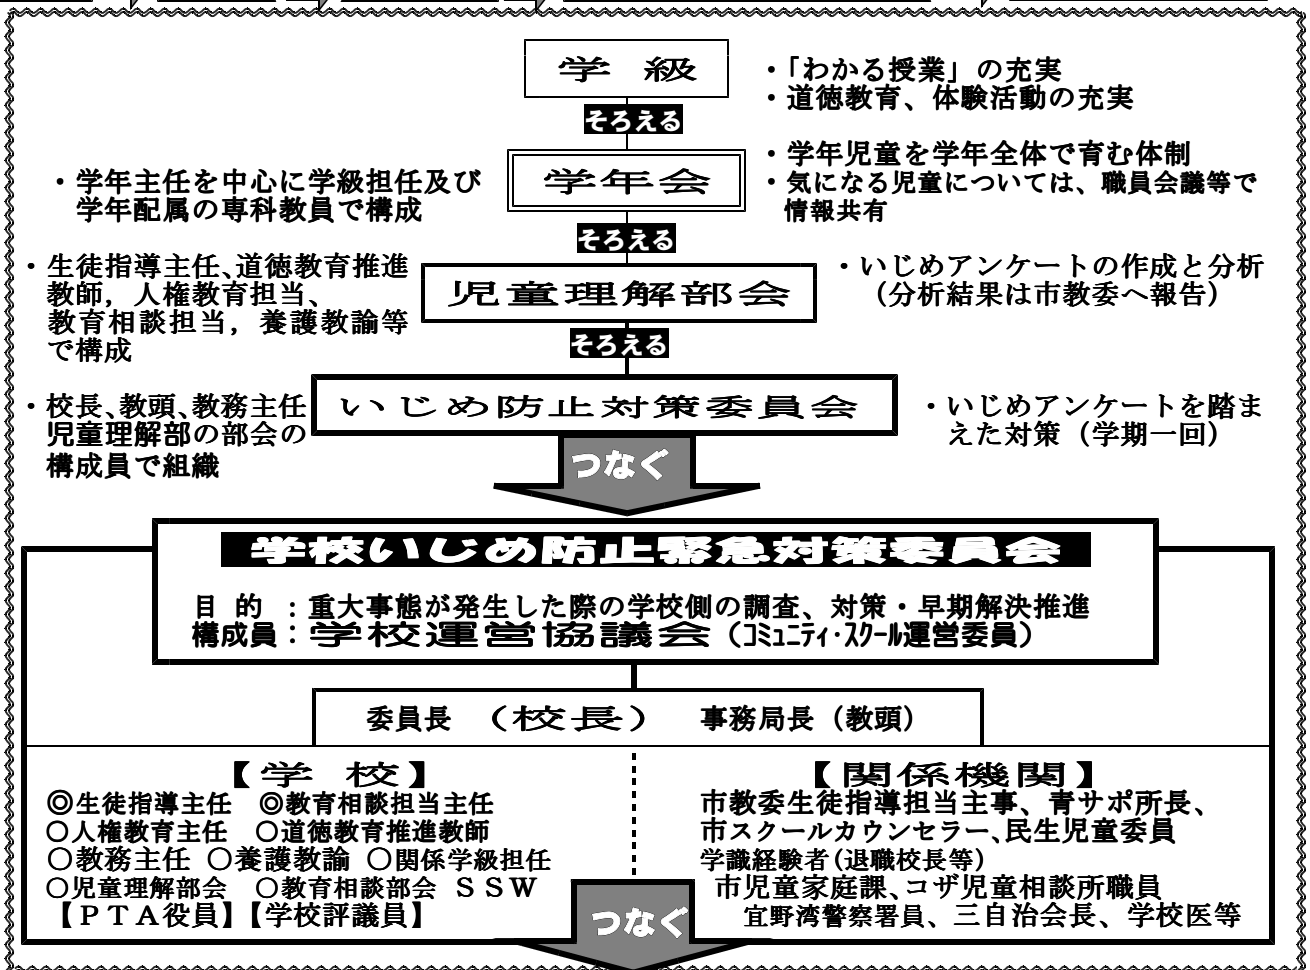 学 級
・「わかる授業」の充実
・道徳教育、体験活動の充実
そろえる
・学年主任を中心に学級担任及び
学年配属の専科教員で構成
学年会
・学年児童を学年全体で育む体制
・気になる児童については、職員会議等で
情報共有
そろえる
・生徒指導主任、道徳教育推進
教師，人権教育担当、
教育相談担当，養護教諭等
で構成
児童理解部会
・いじめアンケートの作成と分析
（分析結果は市教委へ報告）
そろえる
・校長、教頭、教務主任
児童理解部の部会の
構成員で組織
いじめ防止対策委員会
・いじめアンケートを踏ま
えた対策（学期一回）
つなぐ
学校いじめ防止緊急対策委員会
目 的 ：重大事態が発生した際の学校側の調査、対策・早期解決推進
構成員：学校運営協議会（ｺﾐｭﾆﾃｨ･ｽｸｰﾙ運営委員）
委員長 （校長） 事務局長（教頭）
【学 校】
◎生徒指導主任 ◎教育相談担当主任
○人権教育主任 ○道徳教育推進教師
○教務主任 ○養護教諭 ○関係学級担任
○児童理解部会 ○教育相談部会 ＳＳＷ
【ＰＴＡ役員】【学校評議員】
【関係機関】
市教委生徒指導担当主事、青サポ所長、
市スクールカウンセラー、民生児童委員
学識経験者(退職校長等)
市児童家庭課、コザ児童相談所職員
宜野湾警察署員、三自治会長、学校医等
つなぐ